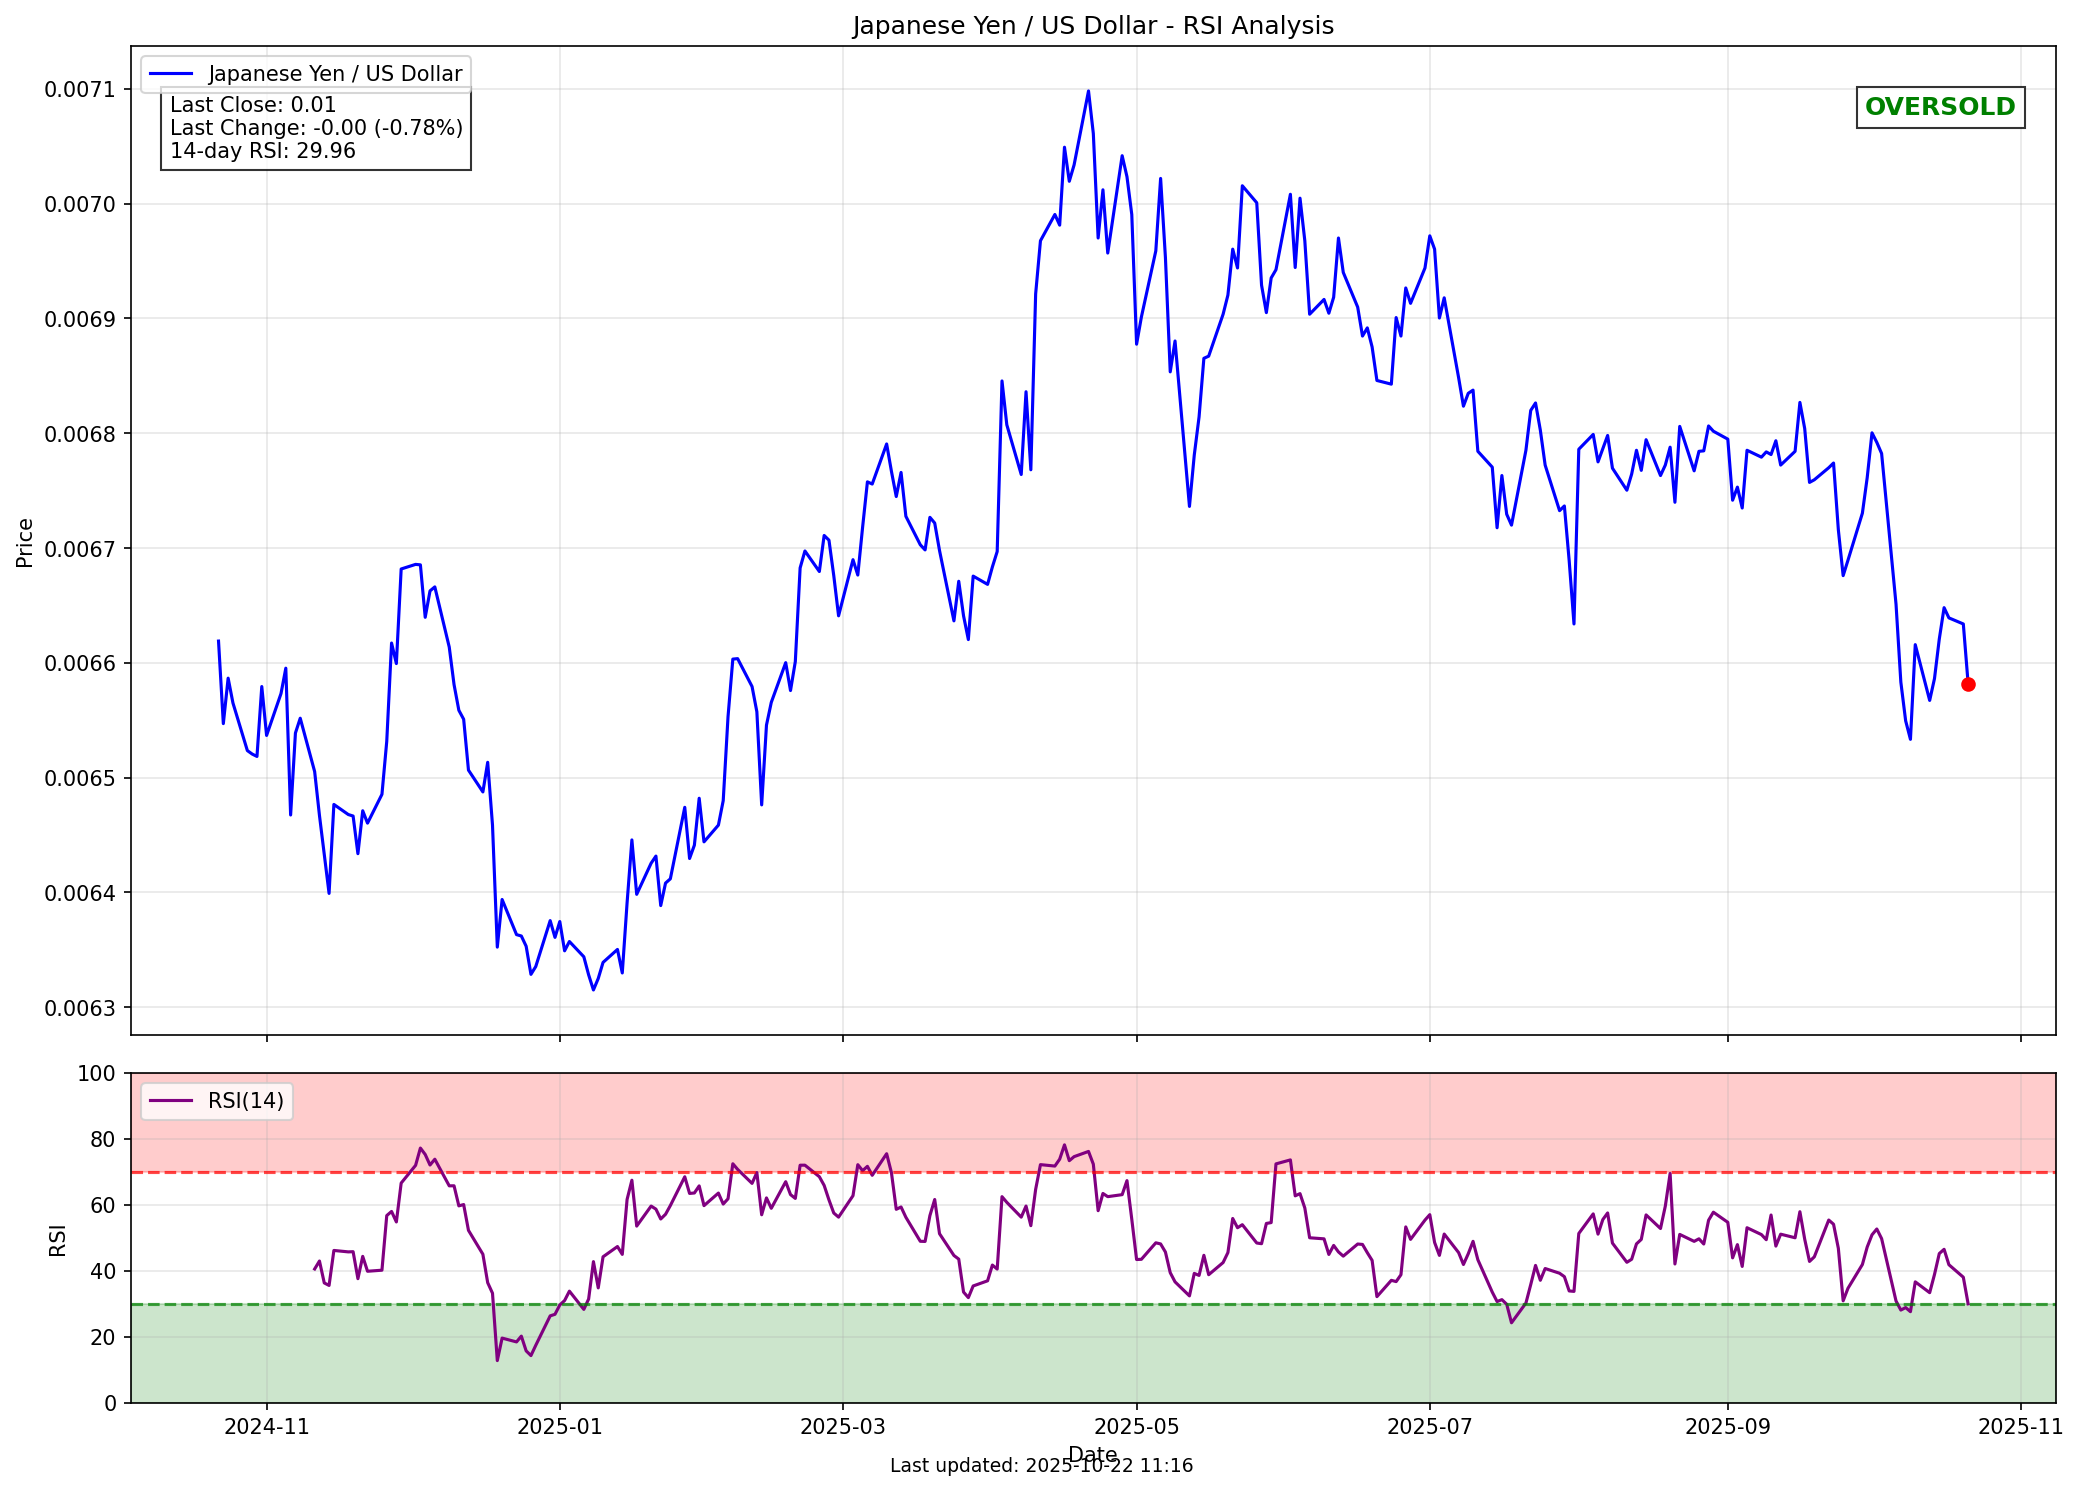 Japanese Yen / US Dollar - RSI Analysis
Japanese Yen / US Dollar
Last Close: 0.01
Last Change: -0.00 (-0.78%)
14-day RSI: 29.96
OVERSOLD
Price
0.0071
0.0070
0.0069
0.0068
0.0067
0.0066
0.0065
0.0064
0.0063
RSI(14)
RSI
100
80
60
40
20
0
2024-11
2025-01
2025-03
2025-05
2025-07
2025-09
2025-11
Date
Last updated: 2025-10-22 11:16